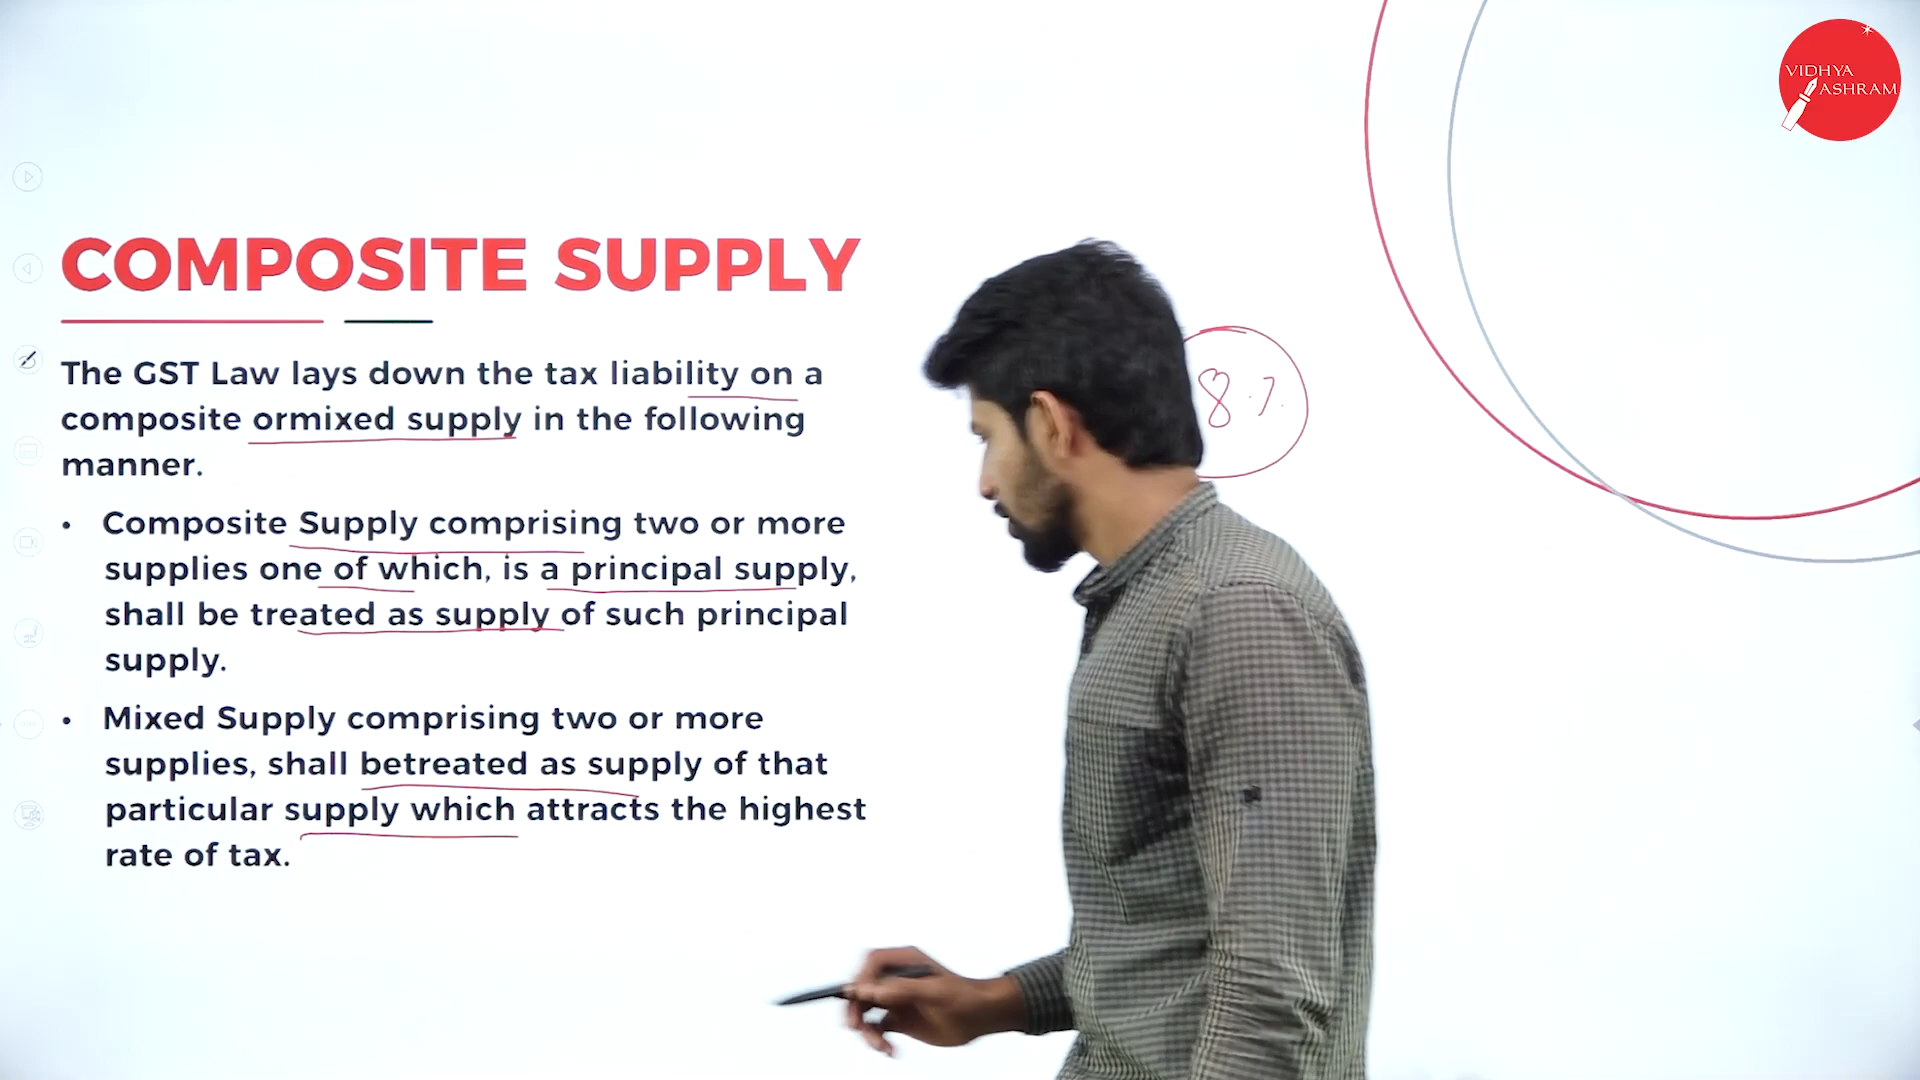 VIDHYA
ASHRAM
COMPOSITE SUPPLY
The GST Law lays down the tax liability on a
composite ormixed supply in the following
manner.
• Composite Supply comprising two or more
supplies one of which, is a principal supply,
shall be treated as supply of such principal
supply.
• Mixed Supply comprising two or more
supplies, shall betreated as supply of that
particular supply which attracts the highest
rate of tax.
8%